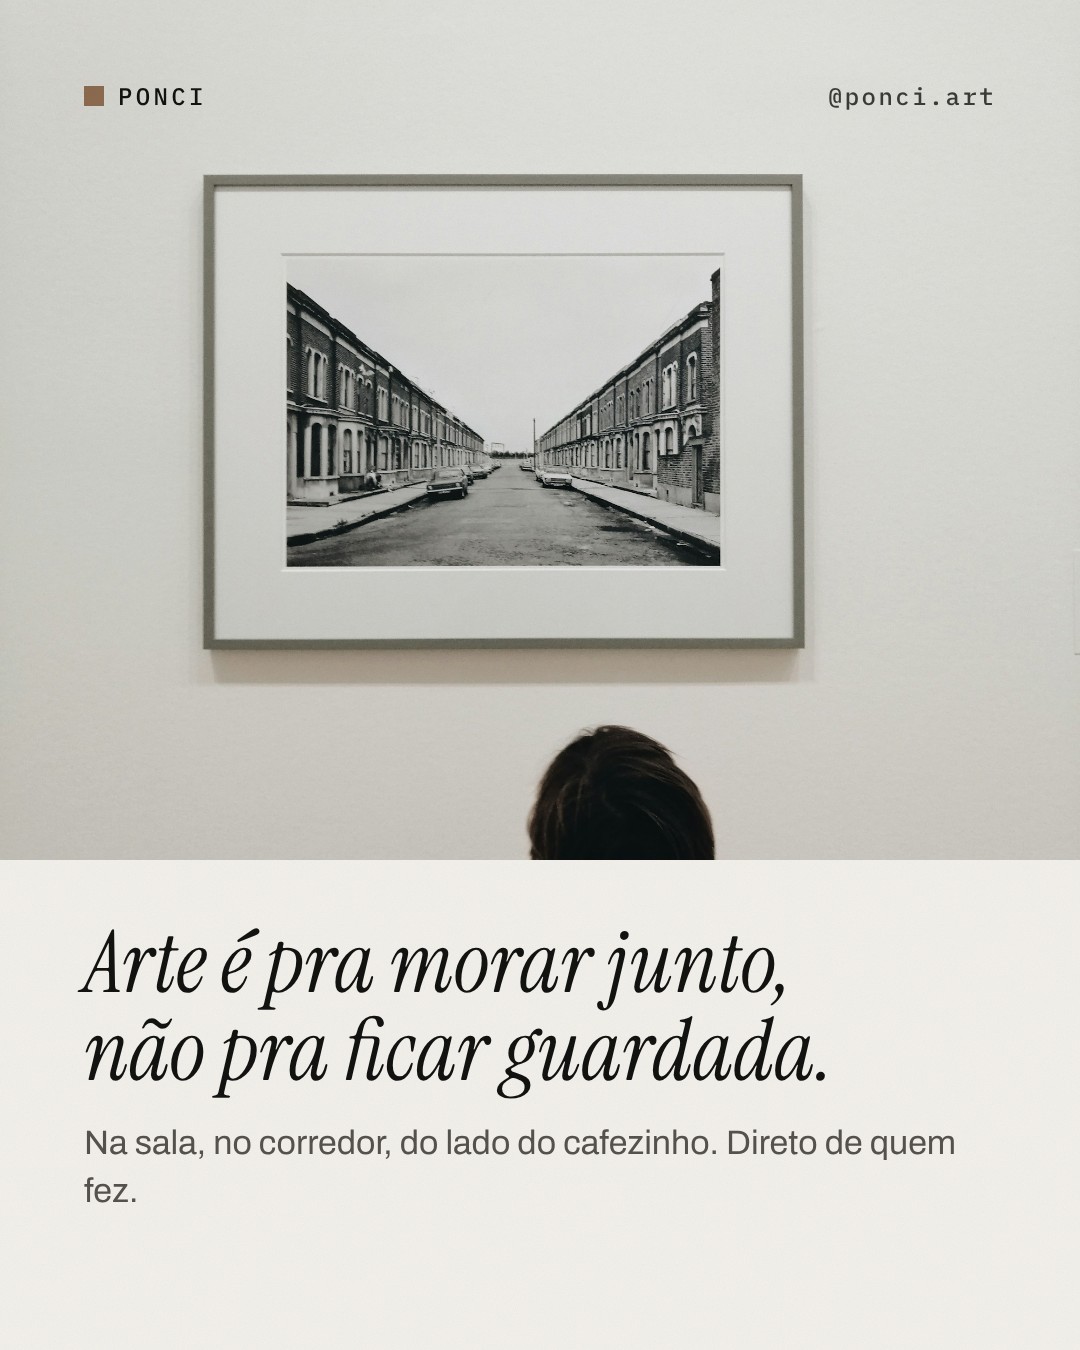 PONCI
@ponci.art
Arte é pra morar junto,
não pra ficar guardada.
Na sala, no corredor, do lado do cafezinho. Direto de quem
fez.